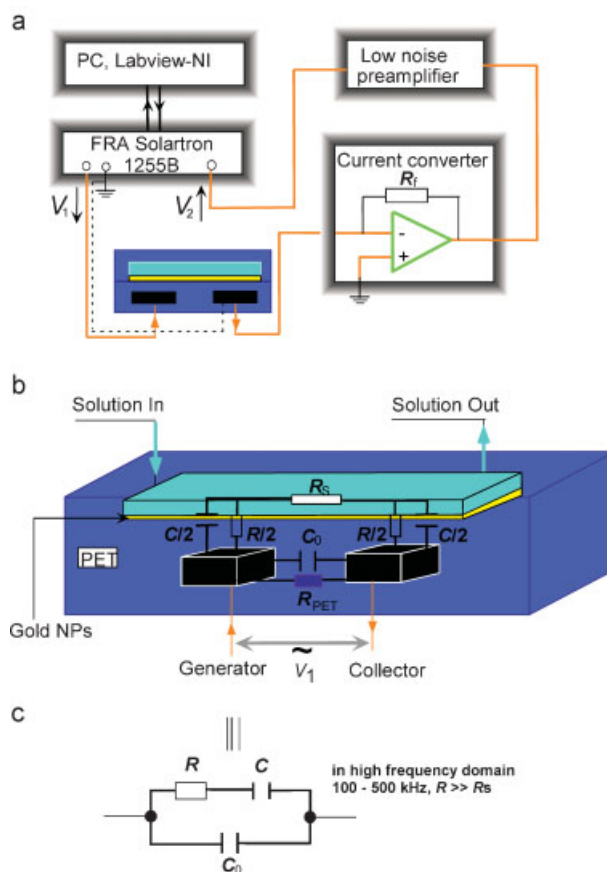 a
PC, Labview-NI
Low noise
preamplifier
FRA Solartron
1255B
Current converter
Rf
V1
V2
-
+
b
Solution In
Solution Out
Rs
C/2
R/2
C0
R/2
C/2
PET
RPET
Gold NPs
Generator
Collector
~
V1
c
R
C
in high frequency domain
100 - 500 kHz, R >> Rs
C0